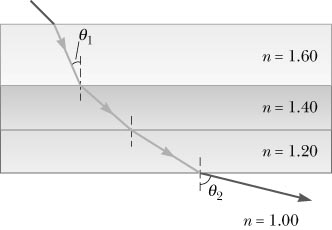 θ₁
n = 1.60
n = 1.40
n = 1.20
θ₂
n = 1.00